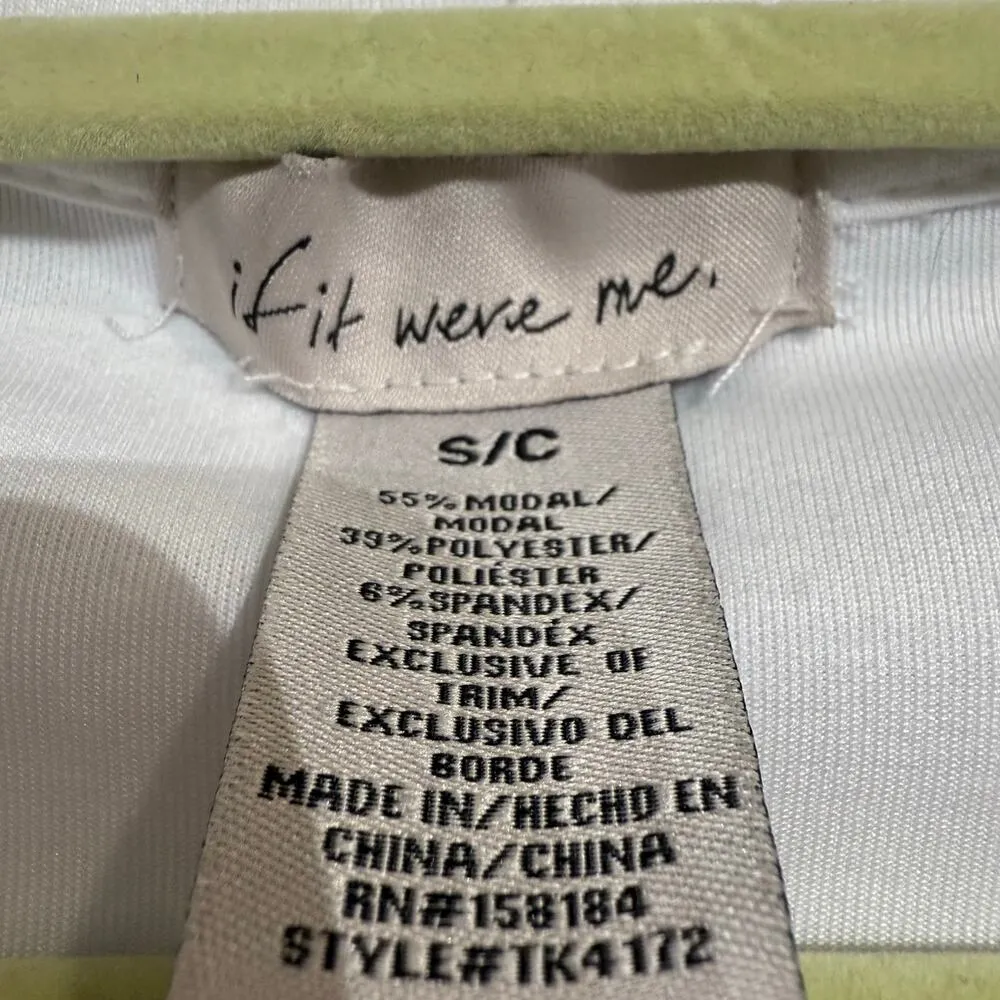 if it were me.
S/C
55% MODAL/
MODAL
39% POLYESTER/
POLIÉSTER
6% SPANDEX/
SPANDÉX
EXCLUSIVE OF
TRIM/
EXCLUSIVO DEL
BORDE
MADE IN/HECHO EN
CHINA/CHINA
RN#158184
STYLE#TK4172